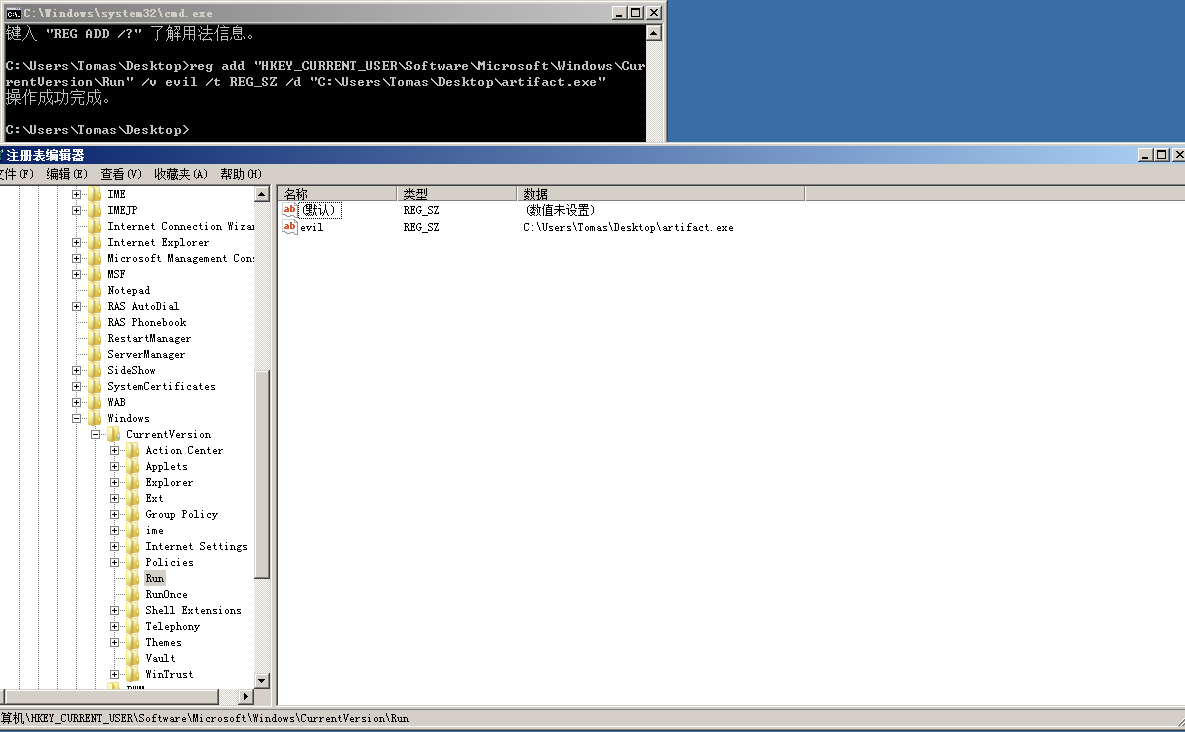 C:\Windows\system32\cmd.exe
键入 "REG ADD /?" 了解用法信息。
C:\Users\Tomas\Desktop>reg add "HKEY_CURRENT_USER\Software\Microsoft\Windows\Cur
rentVersion\Run" /v evil /t REG_SZ /d "C:\Users\Tomas\Desktop\artifact.exe"
操作成功完成。
C:\Users\Tomas\Desktop>
注册表编辑器
文件(F) 编辑(E) 查看(V) 收藏夹(A) 帮助(H)
名称 类型 数据
(默认) REG_SZ (数值未设置)
evil REG_SZ C:\Users\Tomas\Desktop\artifact.exe
IME
IMEJP
Internet Connection Wiza
Internet Explorer
Microsoft Management Con
MSF
Notepad
RAS AutoDial
RAS Phonebook
RestartManager
ServerManager
SideShow
SystemCertificates
WAB
Windows
CurrentVersion
Action Center
Applets
Explorer
Ext
Group Policy
ime
Internet Settings
Policies
Run
RunOnce
Shell Extensions
Telephony
Themes
Vault
WinTrust
算机\HKEY_CURRENT_USER\Software\Microsoft\Windows\CurrentVersion\Run